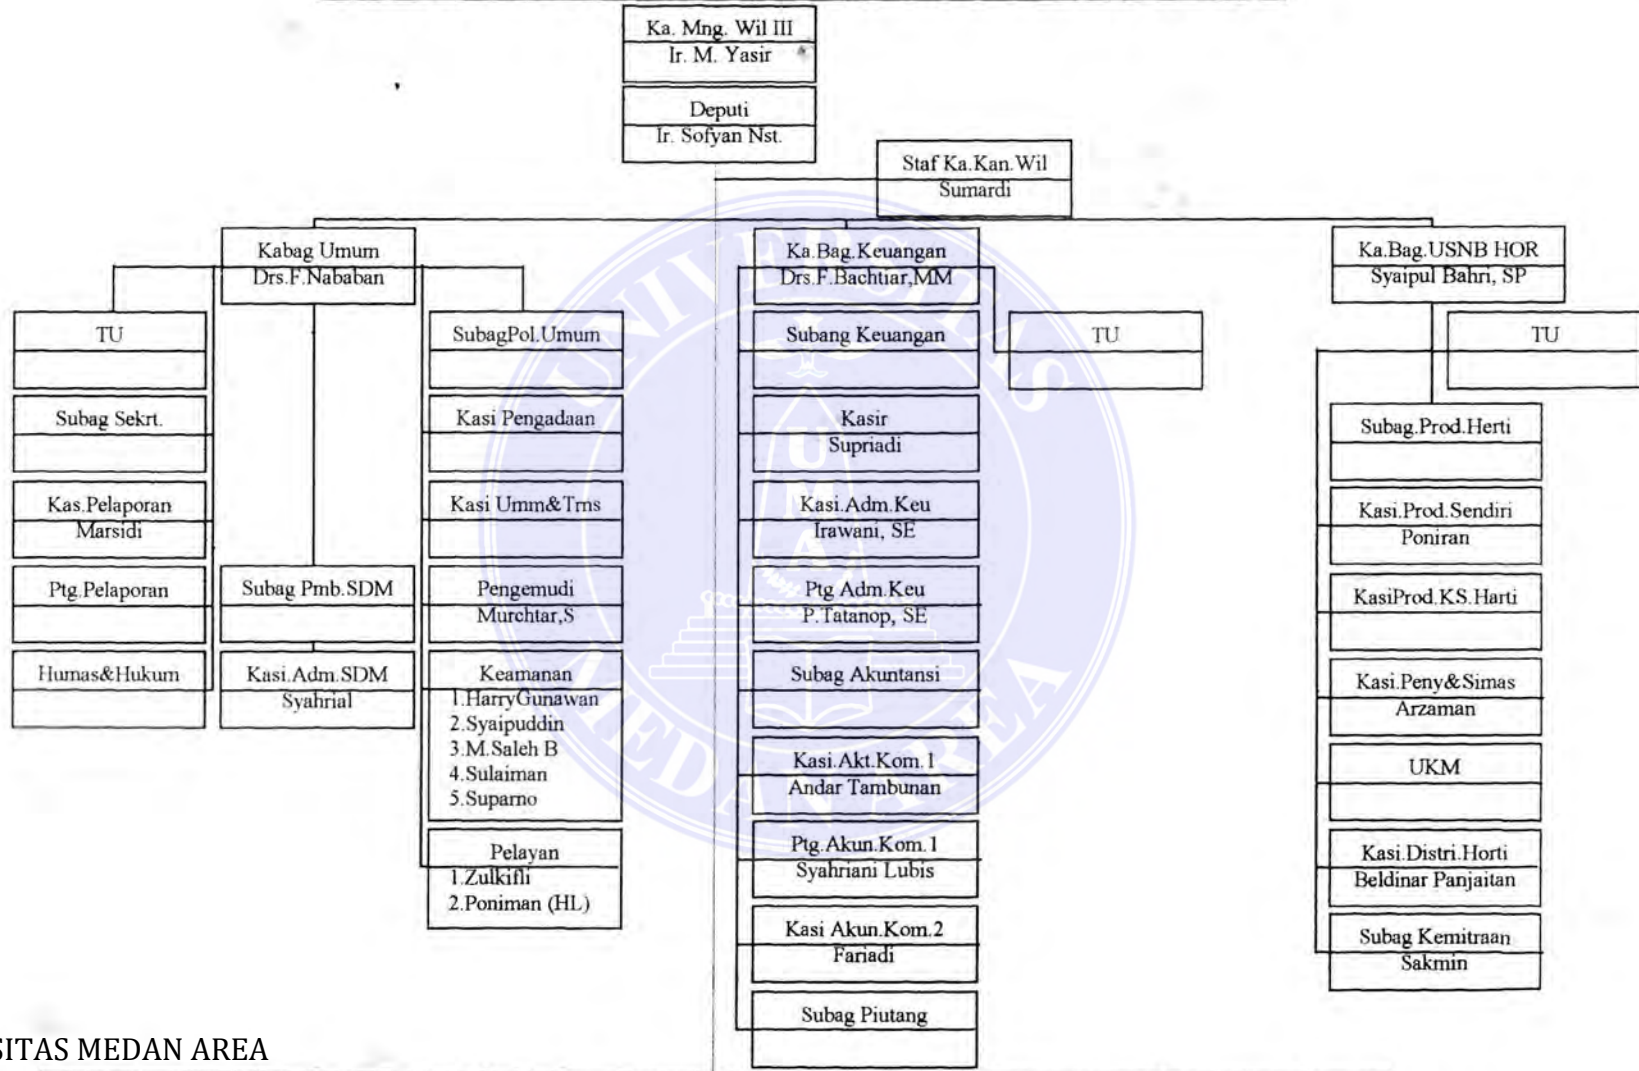 Ka. Mng. Wil III
Ir. M. Yasir
Deputi
Ir. Sofyan Nst.
Staf Ka.Kan.Wil
Sumardi
Kabag Umum
Drs.F.Nababan
TU
Subag Sekrt.
Kas.Pelaporan
Marsidi
Ptg.Pelaporan
Humas&Hukum
Subag Pmb.SDM
Kasi.Adm.SDM
Syahrial
SubagPol.Umum
Kasi Pengadaan
Kasi Umm&Trns
Pengemudi
Murchtar,S
Keamanan
1.HarryGunawan
2.Syaipuddin
3.M.Saleh B
4.Sulaiman
5.Suparno
Pelayan
1.Zulkifli
2.Poniman (HL)
Ka.Bag.Keuangan
Drs.F.Bachtiar,MM
Subang Keuangan
Kasir
Supriadi
Kasi.Adm.Keu
Irawani, SE
Ptg Adm.Keu
P.Tatanop, SE
Subag Akuntansi
Kasi.Akt.Kom.1
Andar Tambunan
Ptg.Akun.Kom.1
Syahriani Lubis
Kasi Akun.Kom.2
Fariadi
Subag Piutang
TU
Ka.Bag.USNB HOR
Syaipul Bahri, SP
TU
Subag.Prod.Herti
Kasi.Prod.Sendiri
Poniran
KasiProd.KS.Harti
Kasi.Peny&Simas
Arzaman
UKM
Kasi.Distri.Horti
Beldinar Panjaitan
Subag Kemitraan
Sakmin
UNIVERSITAS
MEDAN AREA
UMA
SITAS MEDAN AREA